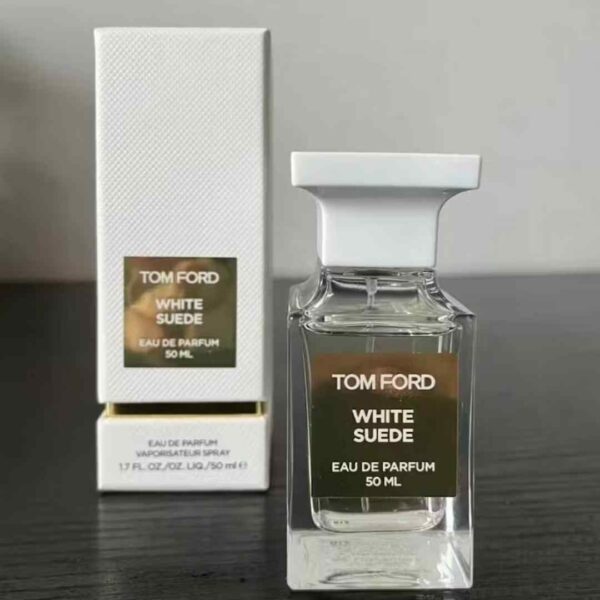 TOM FORD
WHITE
SUEDE
EAU DE PARFUM
50 ML
EAU DE PARFUM
VAPORISATEUR SPRAY
1.7 FL. OZ./OZ. LIQ./50 ml ℮
TOM FORD
WHITE
SUEDE
EAU DE PARFUM
50 ML